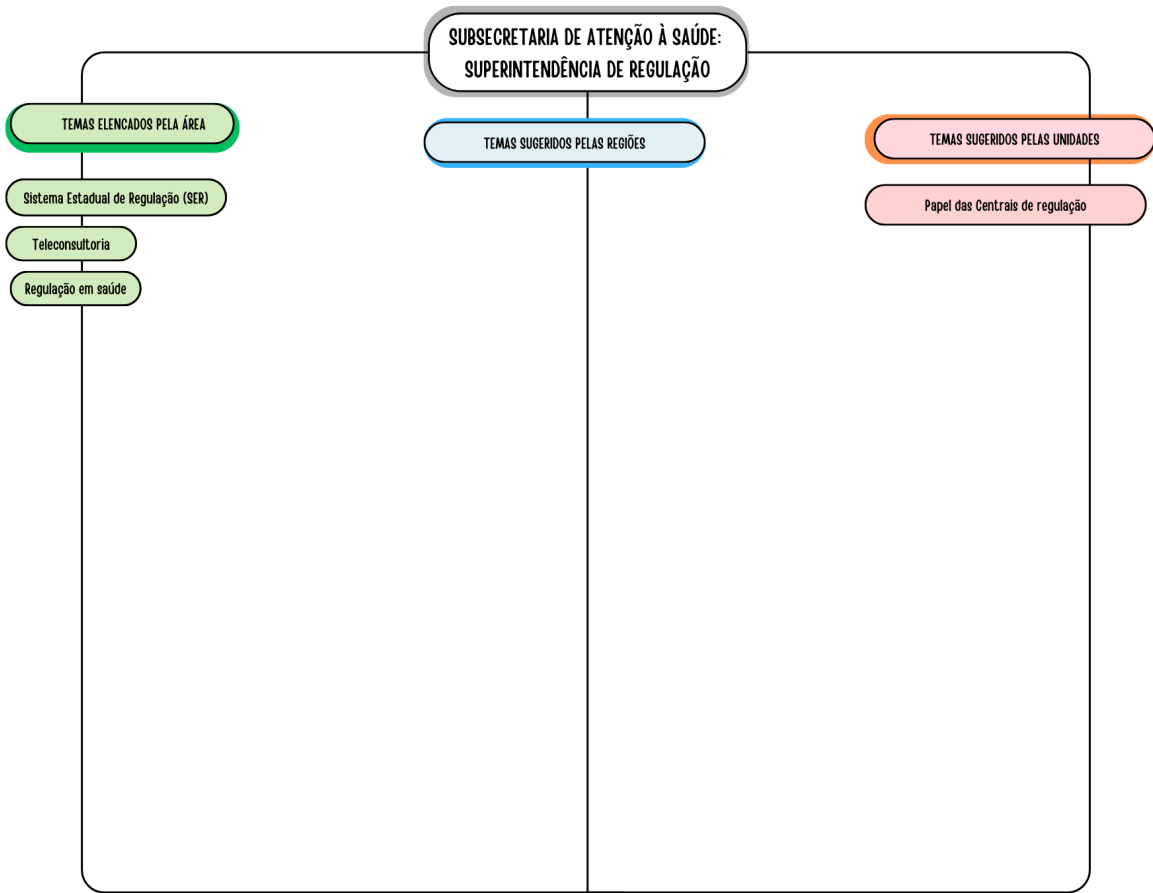 SUBSECRETARIA DE ATENÇÃO À SAÚDE:
SUPERINTENDÊNCIA DE REGULAÇÃO
TEMAS ELENCADOS PELA ÁREA
Sistema Estadual de Regulação (SER)
Teleconsultoria
Regulação em saúde
TEMAS SUGERIDOS PELAS REGIÕES
TEMAS SUGERIDOS PELAS UNIDADES
Papel das Centrais de regulação